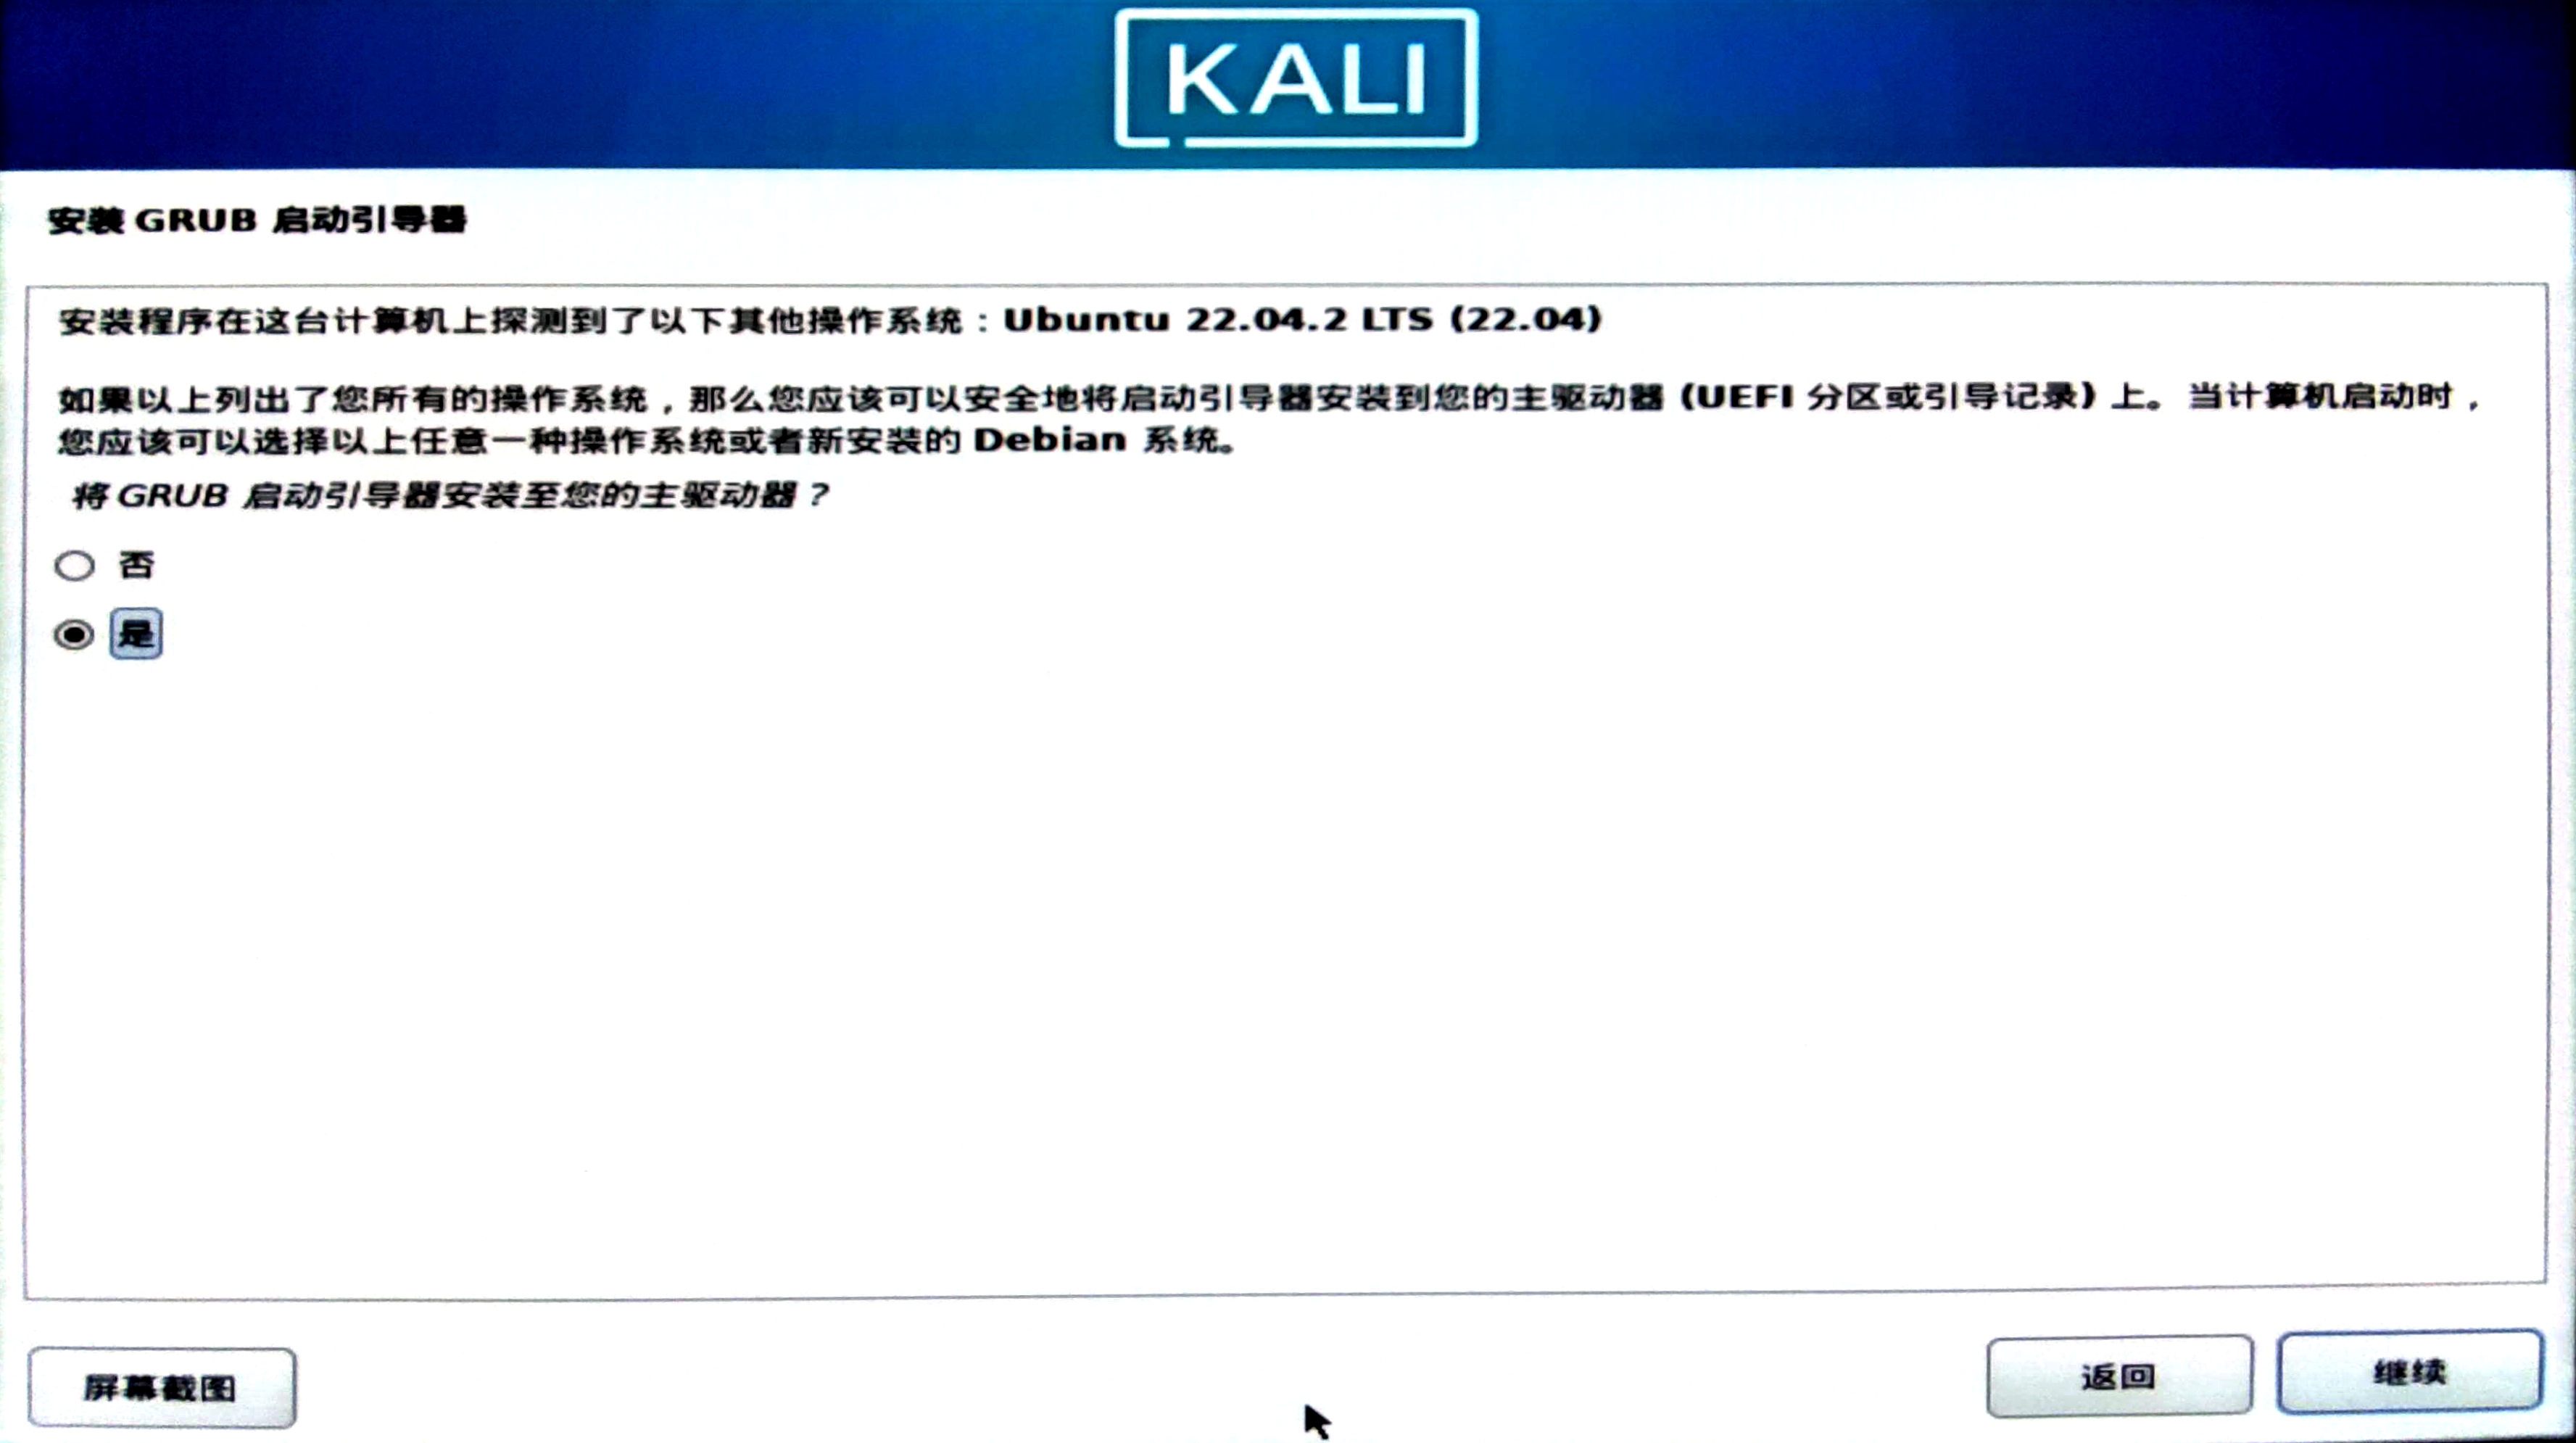 KALI
安装 GRUB 启动引导器
安装程序在这台计算机上探测到了以下其他操作系统：Ubuntu 22.04.2 LTS (22.04)
如果以上列出了您所有的操作系统，那么您应该可以安全地将启动引导器安装到您的主驱动器 (UEFI 分区或引导记录) 上。当计算机启动时，
您应该可以选择以上任意一种操作系统或者新安装的 Debian 系统。
将 GRUB 启动引导器安装至您的主驱动器？
否
是
屏幕截图
返回
继续